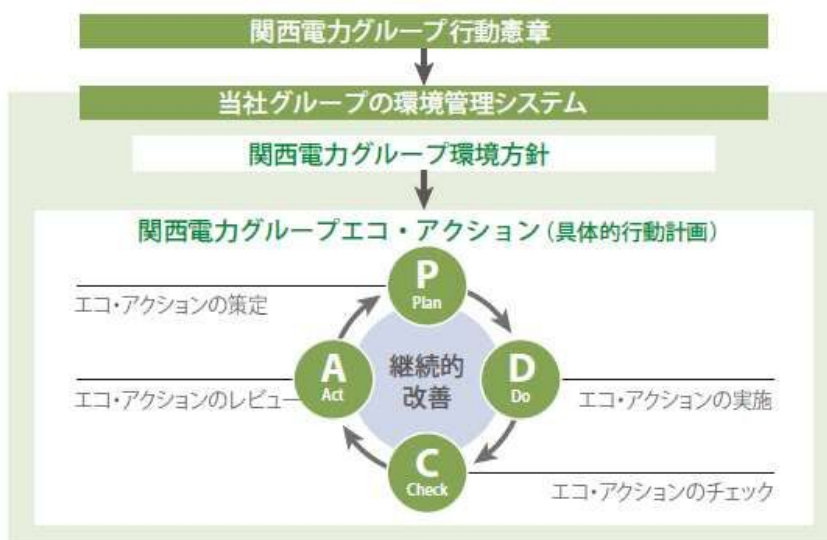 関西電力グループ行動憲章
当社グループの環境管理システム
関西電力グループ環境方針
関西電力グループエコ・アクション(具体的行動計画)
P
Plan
エコ・アクションの策定
A
Act
継続的
改善
D
Do
エコ・アクションのレビュー
エコ・アクションの実施
C
Check
エコ・アクションのチェック